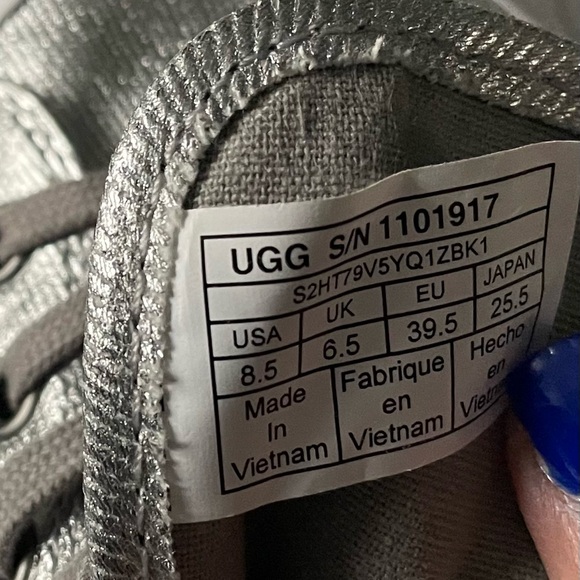 UGG S/N 1101917
S2HT79V5YQ1ZBK1
USA UK EU JAPAN
8.5 6.5 39.5 25.5
Made Fabrique Hecho
In en en
Vietnam Vietnam